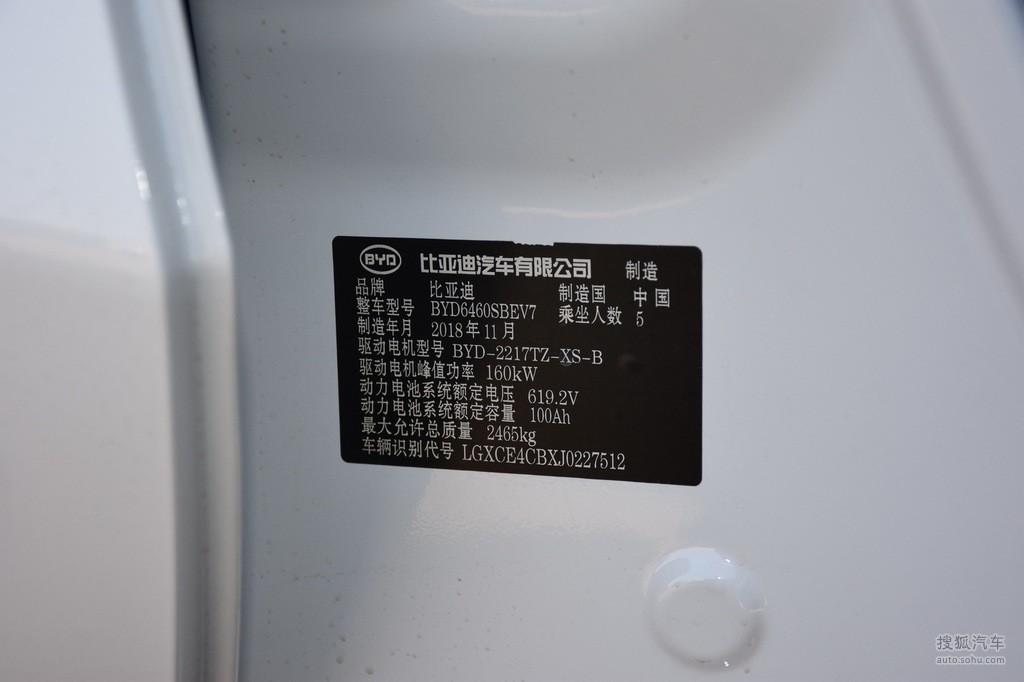 BYD 比亚迪汽车有限公司 制造
品牌 比亚迪 制造国 中国
整车型号 BYD6460SBEV7 乘坐人数 5
制造年月 2018年11月
驱动电机型号 BYD-2217TZ-XS-B
驱动电机峰值功率 160kW
动力电池系统额定电压 619.2V
动力电池系统额定容量 100Ah
最大允许总质量 2465kg
车辆识别代号 LGXCE4CBXJ0227512
搜狐汽车
auto.sohu.com